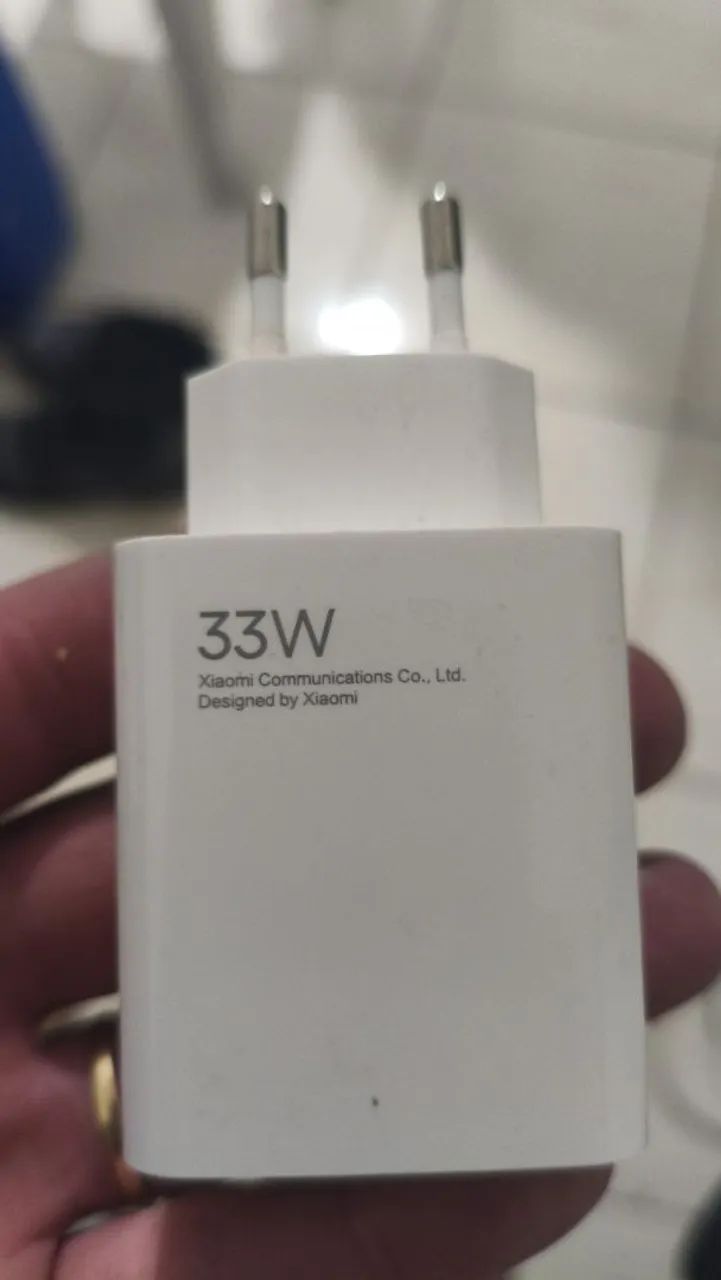 33W
Xiaomi Communications Co., Ltd.
Designed by Xiaomi